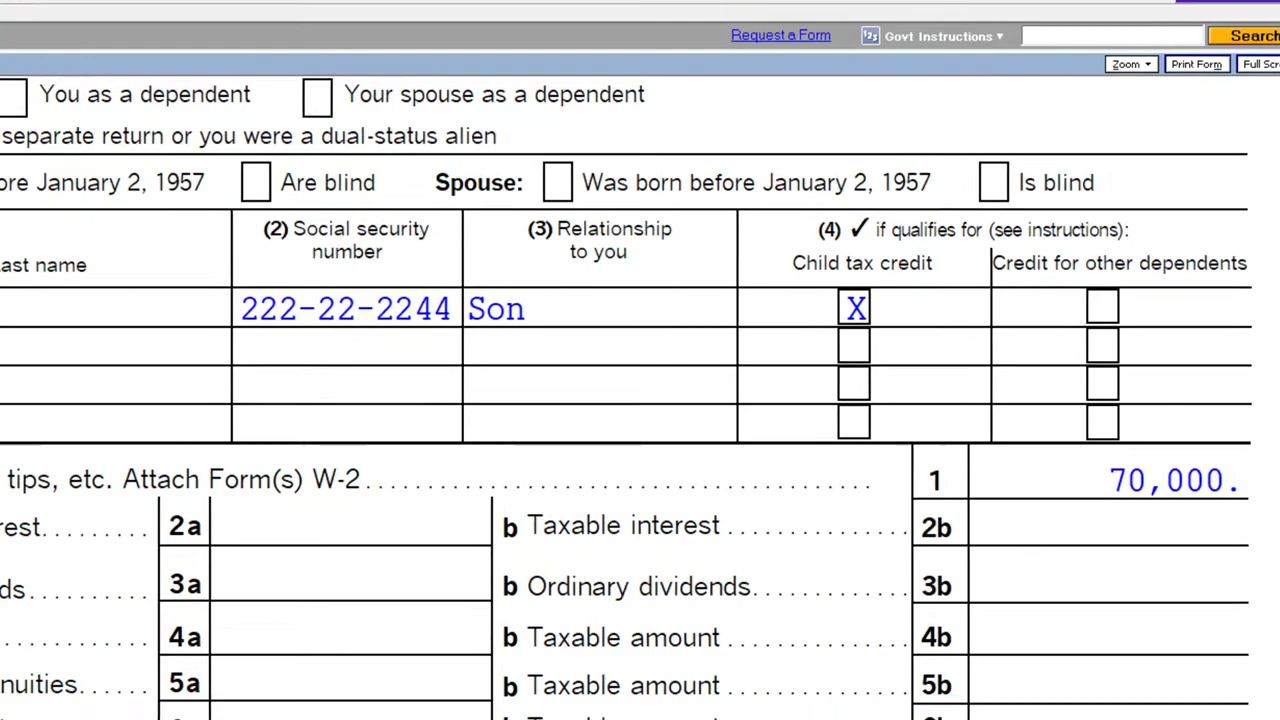 Request a Form Govt Instructions Search
Zoom Print Form Full Scr
You as a dependent Your spouse as a dependent
separate return or you were a dual-status alien
ore January 2, 1957 Are blind Spouse: Was born before January 2, 1957 Is blind
(2) Social security number (3) Relationship to you (4) ✓ if qualifies for (see instructions):
ast name Child tax credit Credit for other dependents
222-22-2244 Son X
tips, etc. Attach Form(s) W-2 1 70,000.
rest 2a b Taxable interest 2b
ds 3a b Ordinary dividends 3b
4a b Taxable amount 4b
nuities 5a b Taxable amount 5b